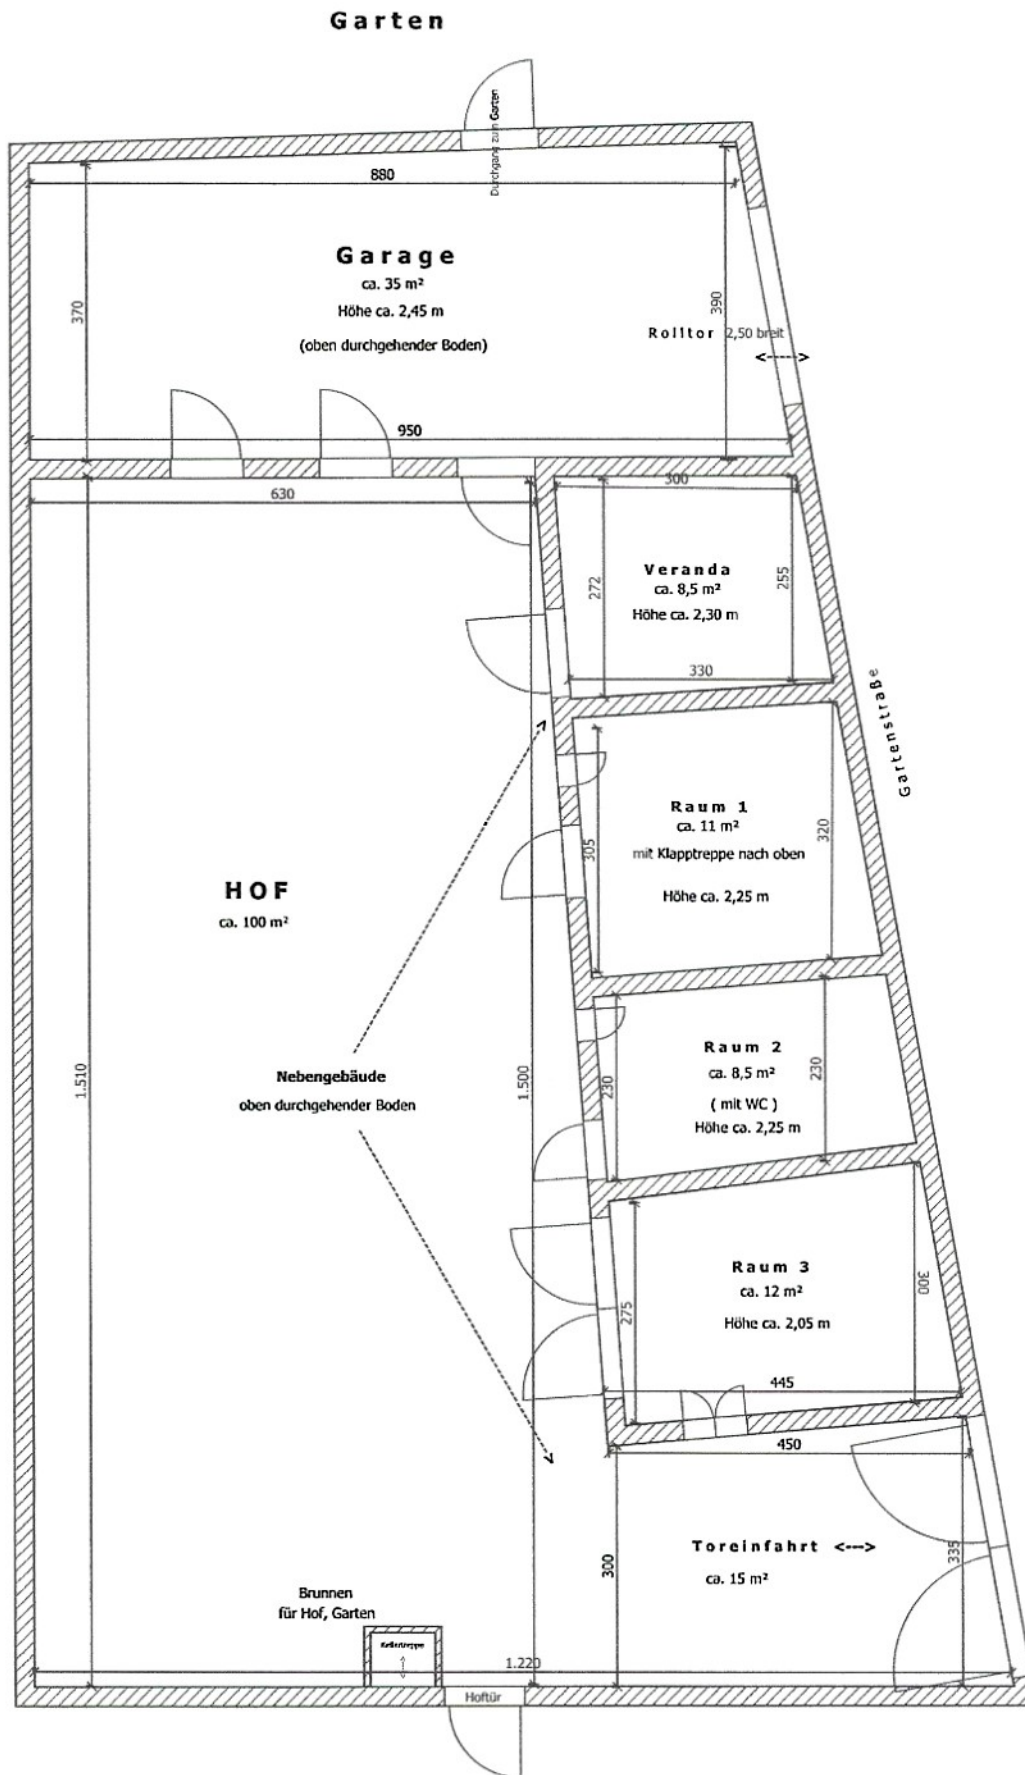 Garten
Durchgang zum Garten
880
Garage
ca. 35 m²
Höhe ca. 2,45 m
(oben durchgehender Boden)
370
390
Rolltor 2,50 breit
950
630
300
272
Veranda
ca. 8,5 m²
Höhe ca. 2,30 m
255
330
Gartenstraße
Raum 1
ca. 11 m²
mit Klapptreppe nach oben
Höhe ca. 2,25 m
305
320
HOF
ca. 100 m²
1.510
1.500
Nebengebäude
oben durchgehender Boden
230
Raum 2
ca. 8,5 m²
( mit WC )
Höhe ca. 2,25 m
230
275
Raum 3
ca. 12 m²
Höhe ca. 2,05 m
300
445
450
300
Toreinfahrt <--->
ca. 15 m²
335
Brunnen
für Hof, Garten
Kellertreppe
1.220
Hoftür